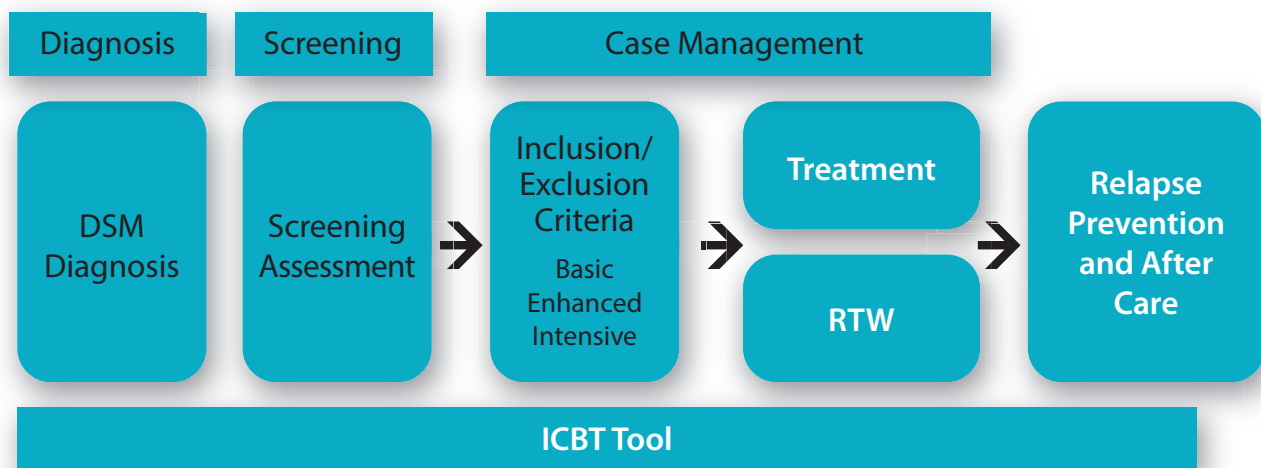 Diagnosis
Screening
Case Management
DSM
Diagnosis
Screening
Assessment
Inclusion/
Exclusion
Criteria
Basic
Enhanced
Intensive
Treatment
RTW
Relapse
Prevention
and After
Care
ICBT Tool